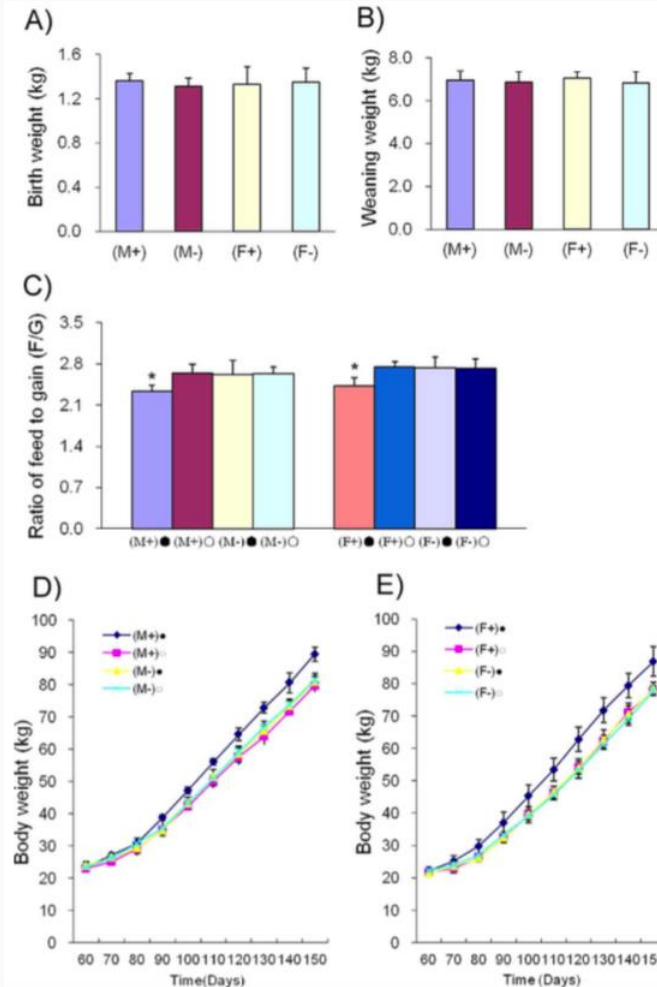 A)
Birth weight (kg)
1.6
1.2
0.8
0.4
0.0
(M+) (M-) (F+) (F-)
B)
Weaning weight (kg)
8.0
6.0
4.0
2.0
0.0
(M+) (M-) (F+) (F-)
C)
Ratio of feed to gain (F/G)
3.5
2.8
2.1
1.4
0.7
0.0
* *
(M+)● (M+)○ (M-)● (M-)○ (F+)● (F+)○ (F-)● (F-)○
D)
Body weight (kg)
100
90
80
70
60
50
40
30
20
10
0
(M+)●
(M+)○
(M-)●
(M-)○
60 70 80 90 100 110 120 130 140 150
Time(Days)
E)
Body weight (kg)
100
90
80
70
60
50
40
30
20
10
0
(F+)●
(F+)○
(F-)●
(F-)○
60 70 80 90 100 110 120 130 140 150
Time(Days)